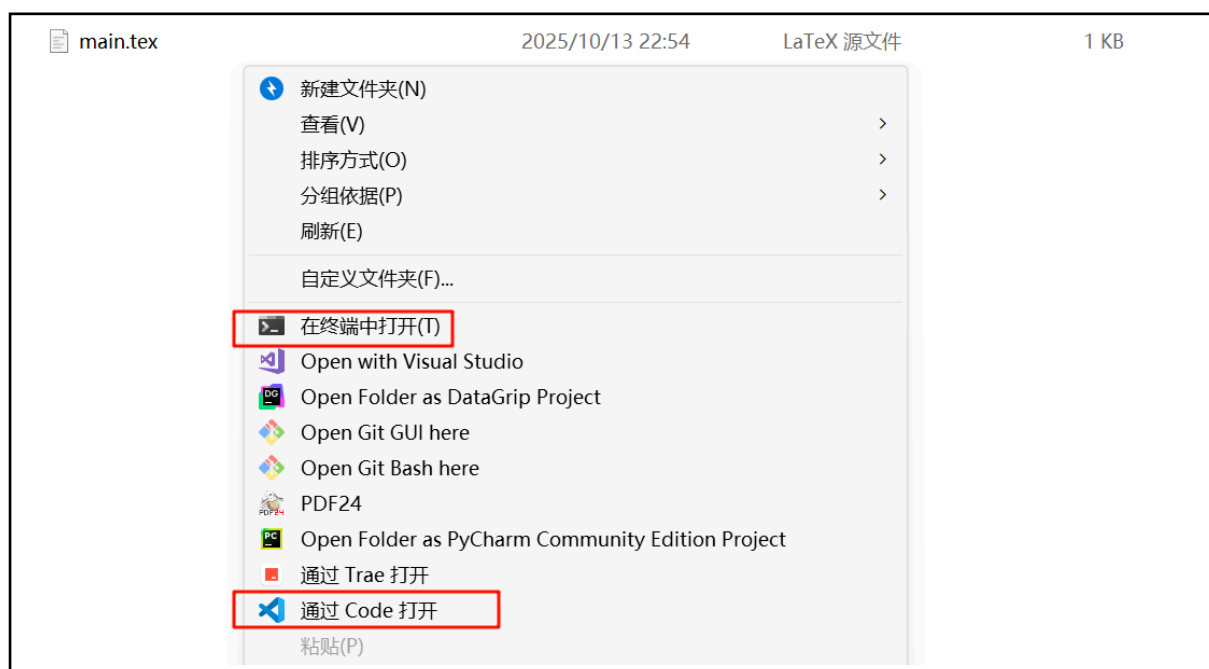 main.tex 2025/10/13 22:54 LaTeX 源文件 1 KB
新建文件夹(N)
查看(V)
排序方式(O)
分组依据(P)
刷新(E)
自定义文件夹(F)...
在终端中打开(T)
Open with Visual Studio
DG Open Folder as DataGrip Project
Open Git GUI here
Open Git Bash here
PDF24 PDF24
PC Open Folder as PyCharm Community Edition Project
通过 Trae 打开
通过 Code 打开
粘贴(P)